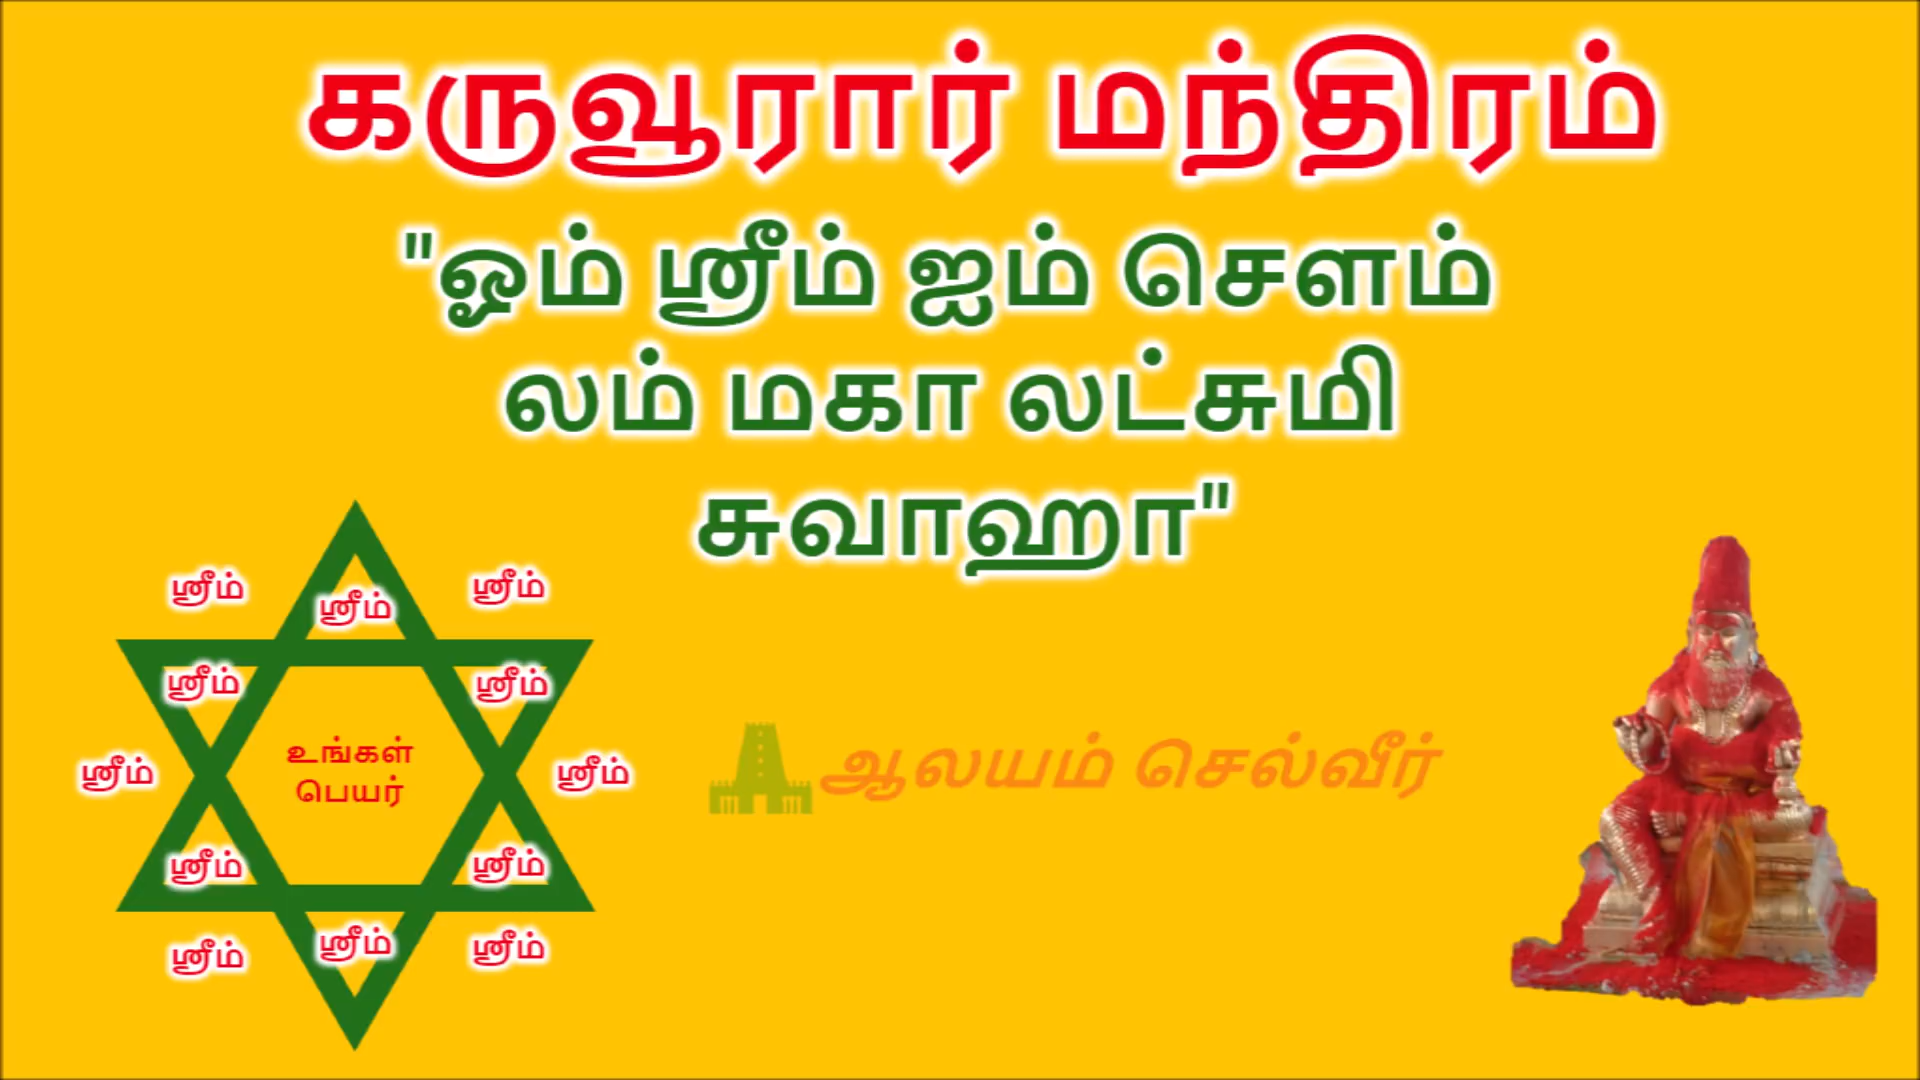 கருவூரார் மந்திரம்
"ஓம் ஸ்ரீம் ஐம் சௌம்
லம் மகா லட்சுமி
சுவாஹா"
ஸ்ரீம் ஸ்ரீம் ஸ்ரீம்
ஸ்ரீம் ஸ்ரீம்
உங்கள்
ஸ்ரீம் ஸ்ரீம்
பெயர்
ஸ்ரீம் ஸ்ரீம்
ஸ்ரீம் ஸ்ரீம் ஸ்ரீம்
ஆலயம் செல்வீர்